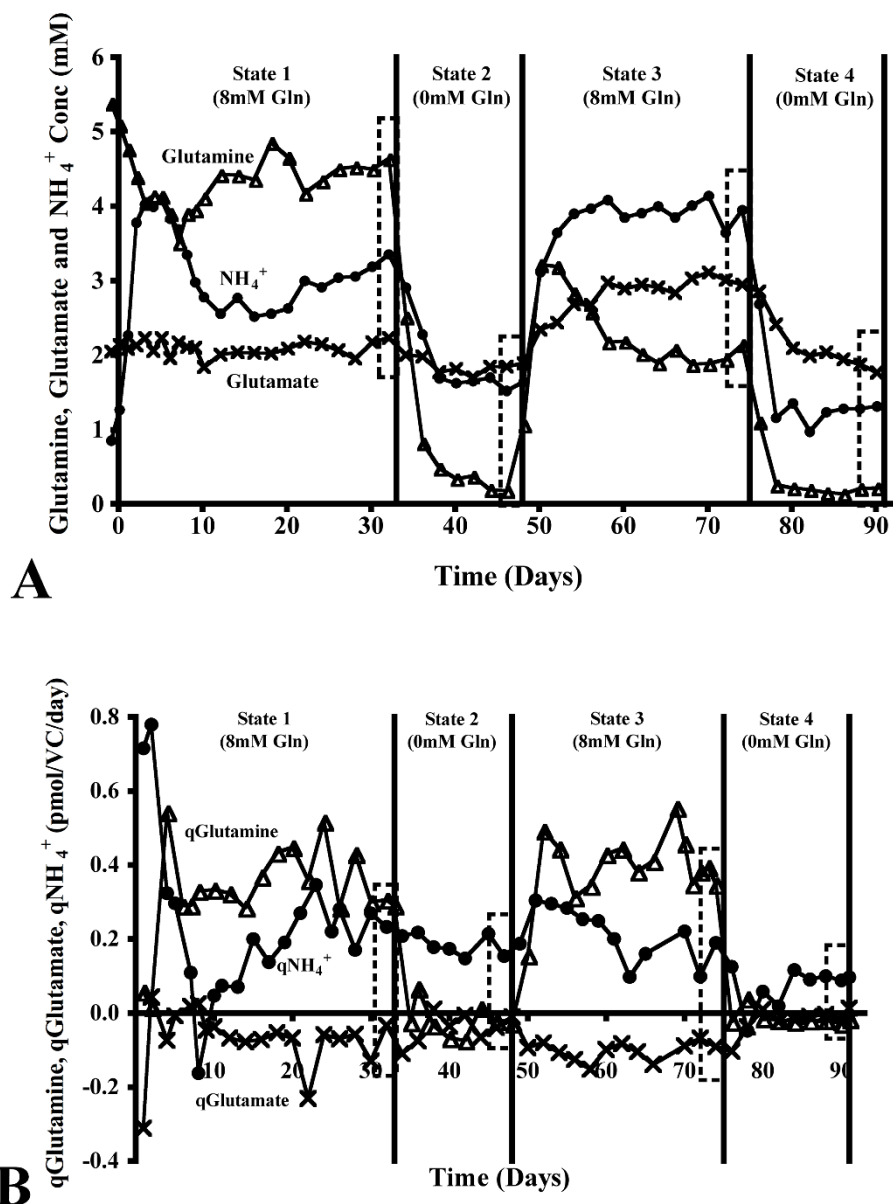 Glutamine, Glutamate and NH4+ Conc (mM)
6
5
4
3
2
1
0
State 1
(8mM Gln)
State 2
(0mM Gln)
State 3
(8mM Gln)
State 4
(0mM Gln)
Glutamine
NH4+
Glutamate
0 10 20 30 40 50 60 70 80 90
Time (Days)
A
qGlutamine, qGlutamate, qNH4+ (pmol/VC/day)
0.8
0.6
0.4
0.2
0.0
-0.2
-0.4
State 1
(8mM Gln)
State 2
(0mM Gln)
State 3
(8mM Gln)
State 4
(0mM Gln)
qGlutamine
qNH4+
qGlutamate
10 20 30 40 50 60 70 80 90
Time (Days)
B